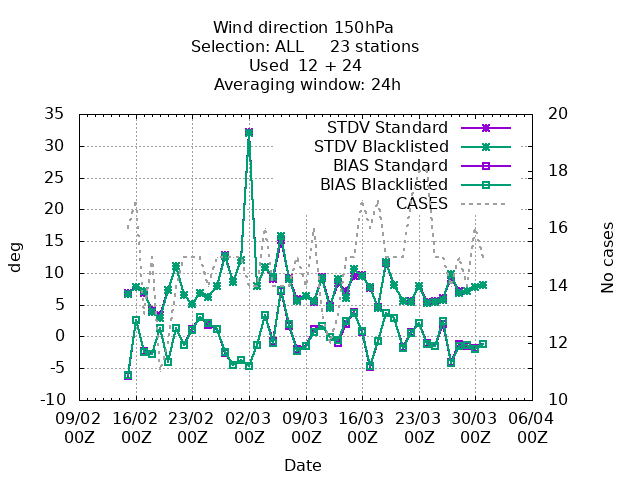 Wind direction 150hPa
Selection: ALL 23 stations
Used 12 + 24
Averaging window: 24h
35
30
25
20
15
10
5
0
-5
-10
deg
20
18
16
14
12
10
No cases
STDV Standard
STDV Blacklisted
BIAS Standard
BIAS Blacklisted
CASES
09/02 16/02 23/02 02/03 09/03 16/03 23/03 30/03 06/04
00Z 00Z 00Z 00Z 00Z 00Z 00Z 00Z 00Z
Date